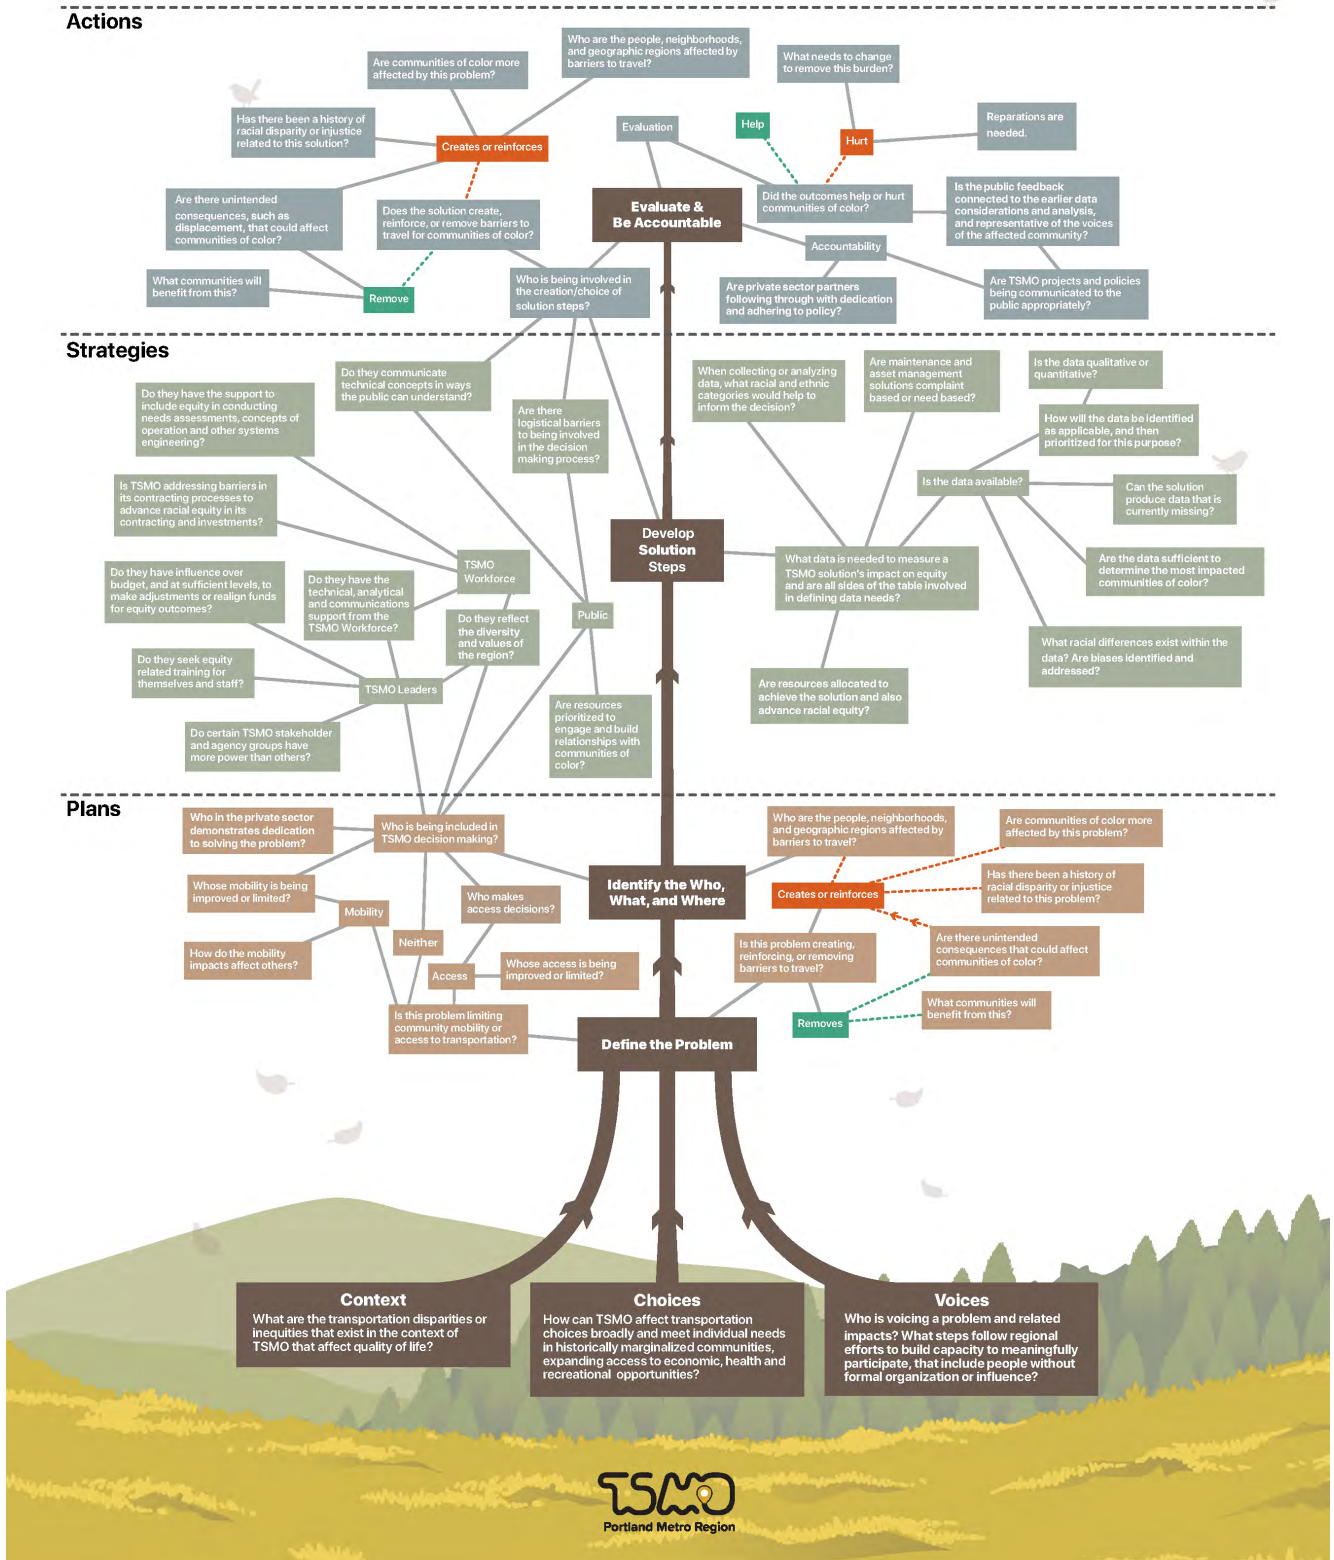 Actions
Who are the people, neighborhoods,
and geographic regions affected by
barriers to travel?
Are communities of color more
affected by this problem?
What needs to change
to remove this burden?
Has there been a history of
racial disparity or injustice
related to this solution?
Creates or reinforces
Evaluation
Help
Hurt
Reparations are
needed.
Are there unintended
consequences, such as
displacement, that could affect
communities of color?
Does the solution create,
reinforce, or remove barriers to
travel for communities of color?
Evaluate &
Be Accountable
Did the outcomes help or hurt
communities of color?
Is the public feedback
connected to the earlier data
considerations and analysis,
and representative of the voices
of the affected community?
Accountability
What communities will
benefit from this?
Remove
Who is being involved in
the creation/choice of
solution steps?
Are private sector partners
following through with dedication
and adhering to policy?
Are TSMO projects and policies
being communicated to the
public appropriately?
Strategies
Do they communicate
technical concepts in ways
the public can understand?
Do they have the support to
include equity in conducting
needs assessments, concepts of
operation and other systems
engineering?
Are there
logistical barriers
to being involved
in the decision
making process?
When collecting or analyzing
data, what racial and ethnic
categories would help to
inform the decision?
Are maintenance and
asset management
solutions complaint
based or need based?
Is the data qualitative or
quantitative?
How will the data be identified
as applicable, and then
prioritized for this purpose?
Is TSMO addressing barriers in
its contracting processes to
advance racial equity in its
contracting and investments?
Is the data available?
Can the solution
produce data that is
currently missing?
Develop
Solution
Steps
TSMO
Workforce
What data is needed to measure a
TSMO solution's impact on equity
and are all sides of the table involved
in defining data needs?
Are the data sufficient to
determine the most impacted
communities of color?
Do they have influence over
budget, and at sufficient levels, to
make adjustments or realign funds
for equity outcomes?
Do they have the
technical, analytical
and communications
support from the
TSMO Workforce?
Do they reflect
the diversity
and values of
the region?
Public
What racial differences exist within the
data? Are biases identified and
addressed?
Do they seek equity
related training for
themselves and staff?
TSMO Leaders
Are resources allocated to
achieve the solution and also
advance racial equity?
Are resources
prioritized to
engage and build
relationships with
communities of
color?
Do certain TSMO stakeholder
and agency groups have
more power than others?
Plans
Who in the private sector
demonstrates dedication
to solving the problem?
Who is being included in
TSMO decision making?
Who are the people, neighborhoods,
and geographic regions affected by
barriers to travel?
Are communities of color more
affected by this problem?
Whose mobility is being
improved or limited?
Who makes
access decisions?
Identify the Who,
What, and Where
Creates or reinforces
Has there been a history of
racial disparity or injustice
related to this problem?
Mobility
Neither
How do the mobility
impacts affect others?
Is this problem creating,
reinforcing, or removing
barriers to travel?
Are there unintended
consequences that could affect
communities of color?
Access
Whose access is being
improved or limited?
What communities will
benefit from this?
Is this problem limiting
community mobility or
access to transportation?
Removes
Define the Problem
Context
What are the transportation disparities or
inequities that exist in the context of
TSMO that affect quality of life?
Choices
How can TSMO affect transportation
choices broadly and meet individual needs
in historically marginalized communities,
expanding access to economic, health and
recreational opportunities?
Voices
Who is voicing a problem and related
impacts? What steps follow regional
efforts to build capacity to meaningfully
participate, that include people without
formal organization or influence?
TSMO
Portland Metro Region